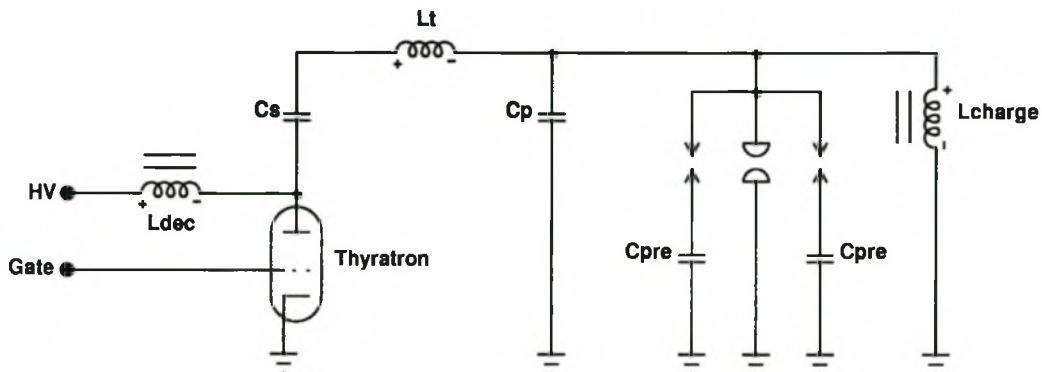 Lt
Cs
Cp
Lcharge
HV
+ -
Ldec
Gate
Thyratron
Cpre
Cpre
+ -
+
-